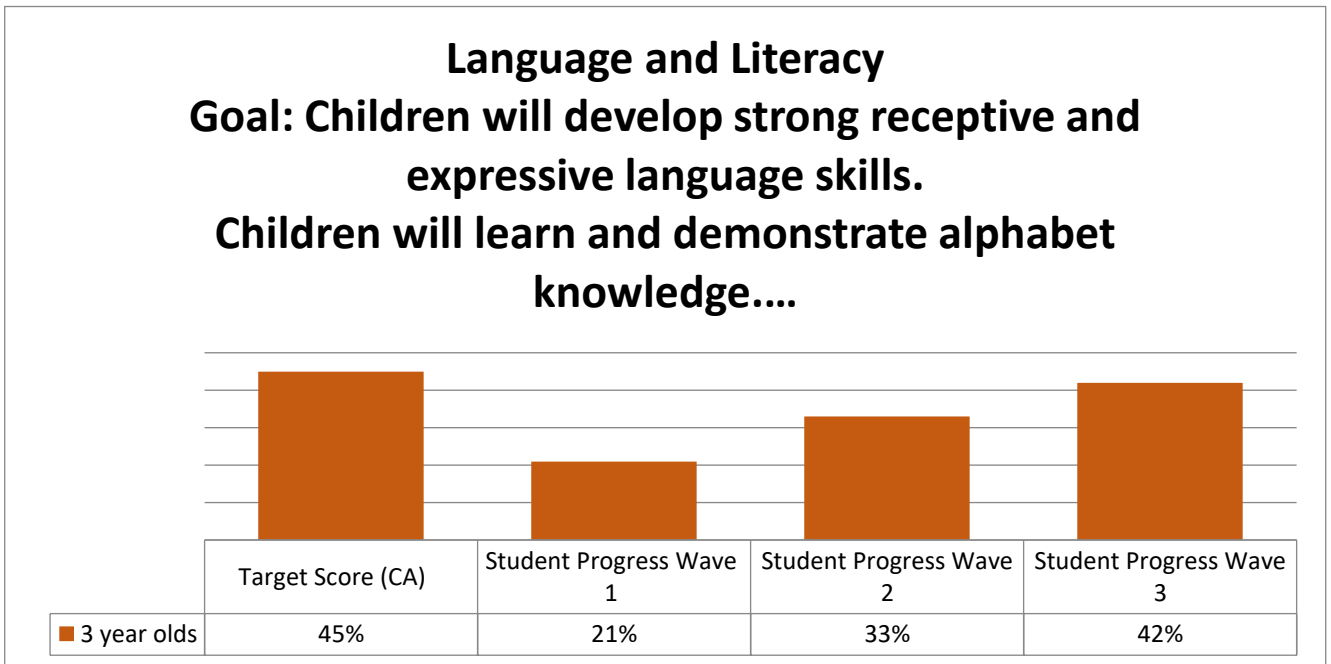 Language and Literacy
Goal: Children will develop strong receptive and
expressive language skills.
Children will learn and demonstrate alphabet
knowledge....
Target Score (CA)
Student Progress Wave
1
Student Progress Wave
2
Student Progress Wave
3
3 year olds
45%
21%
33%
42%